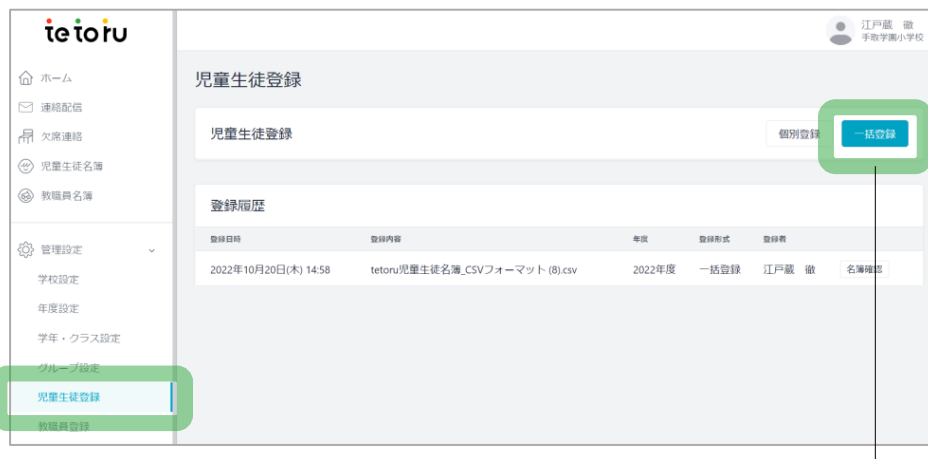 tetoru
江戸蔵 徹
手取学園小学校
ホーム
連絡配信
欠席連絡
児童生徒名簿
教職員名簿
管理設定
学校設定
年度設定
学年・クラス設定
グループ設定
児童生徒登録
教職員登録
児童生徒登録
児童生徒登録
個別登録
一括登録
登録履歴
登録日時 登録内容 年度 登録形式 登録者
2022年10月20日(木) 14:58 tetoru児童生徒名簿_CSVフォーマット (8).csv 2022年度 一括登録 江戸蔵 徹 名簿確認